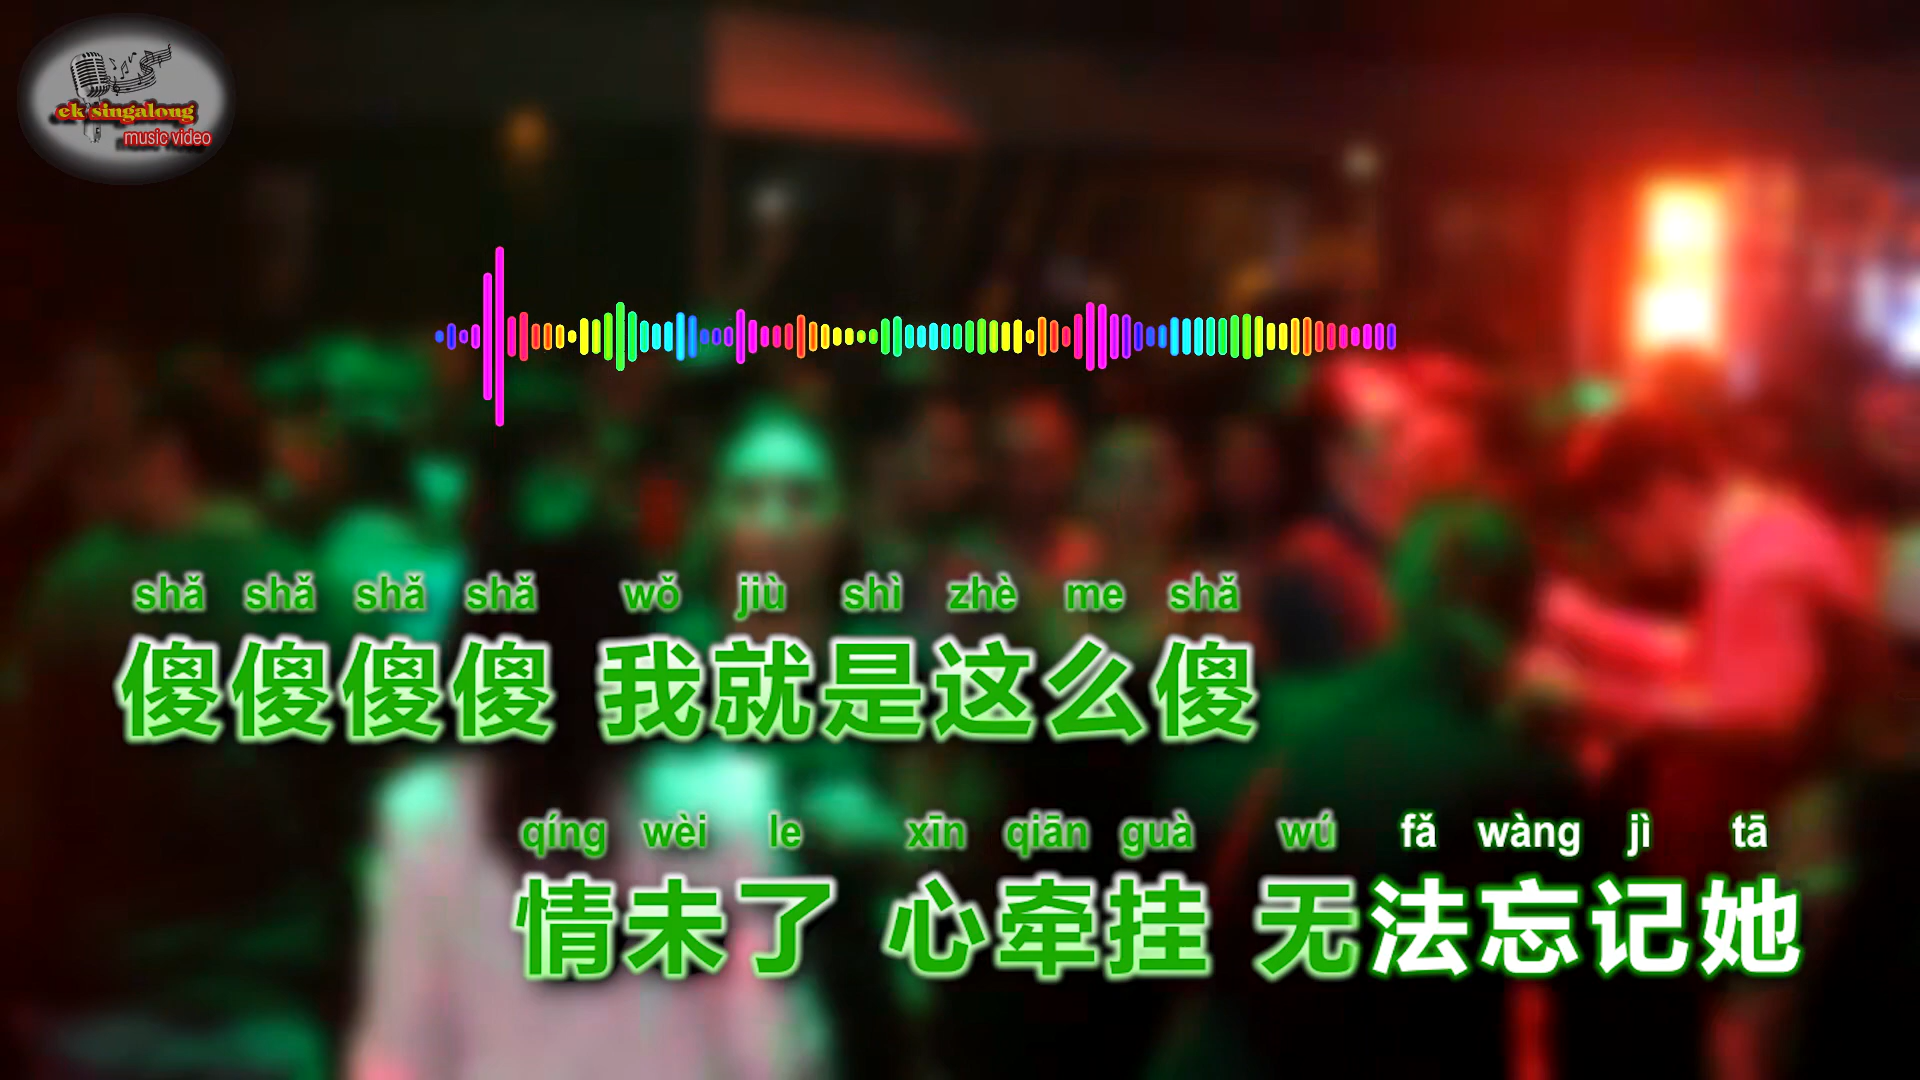 ek singalong
music video
shǎ shǎ shǎ shǎ wǒ jiù shì zhè me shǎ
傻傻傻傻 我就是这么傻
qíng wèi le xīn qiān guà wú fǎ wàng jì tā
情未了 心牵挂 无法忘记她